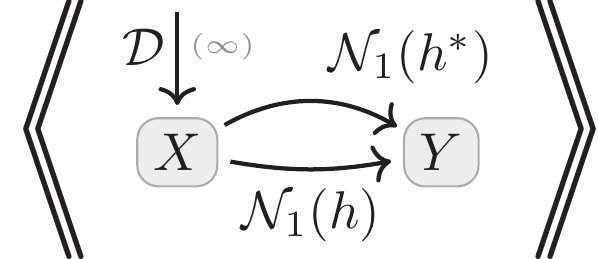 𝒟 (∞) 𝒩₁(h*)
X Y
𝒩₁(h)